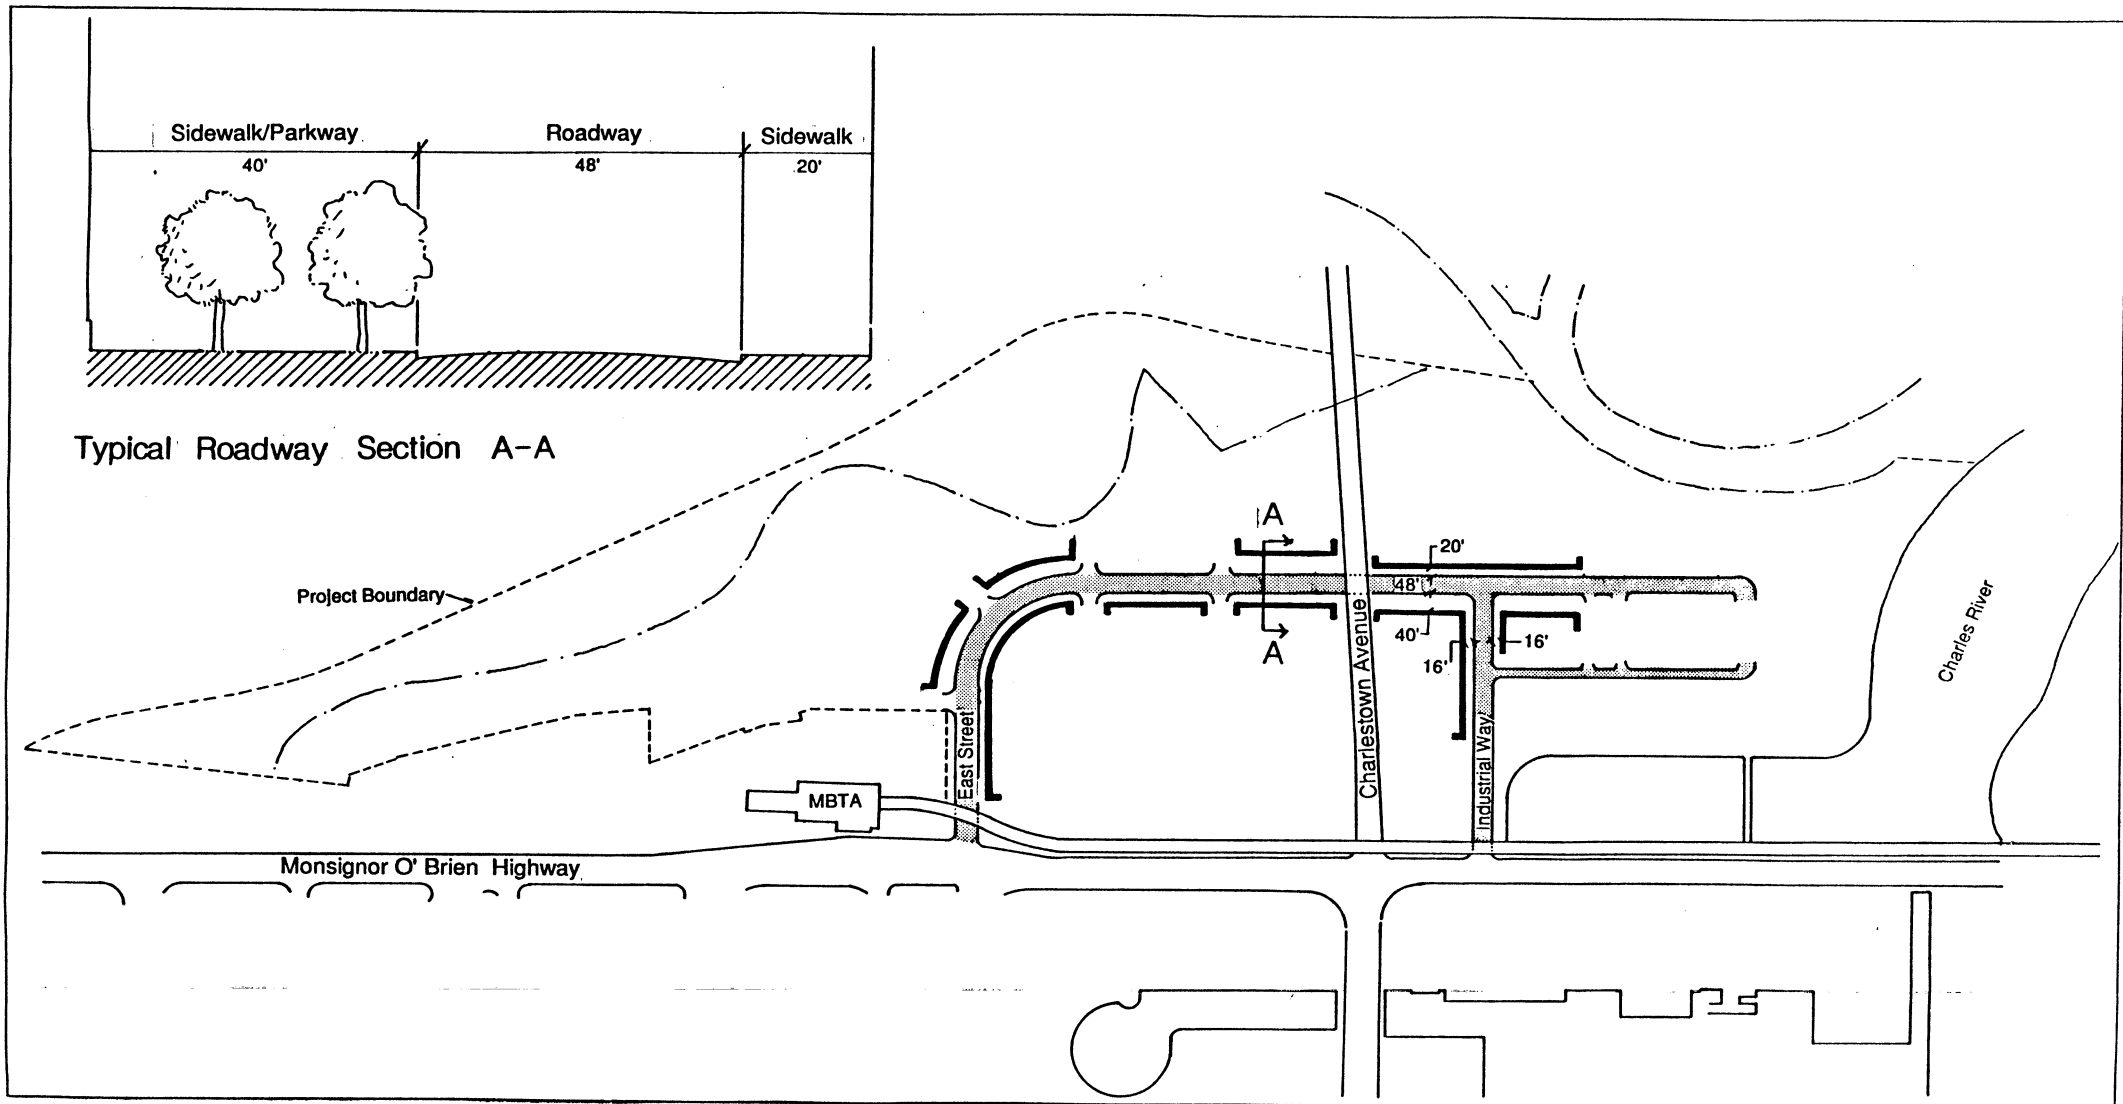 Sidewalk/Parkway
Roadway
Sidewalk
40'
48'
20'
Typical Roadway Section A-A
Project Boundary
A
A
20'
48'
40'
16'
16'
Charlestown Avenue
Charles River
East Street
Industrial Way
MBTA
Monsignor O' Brien Highway